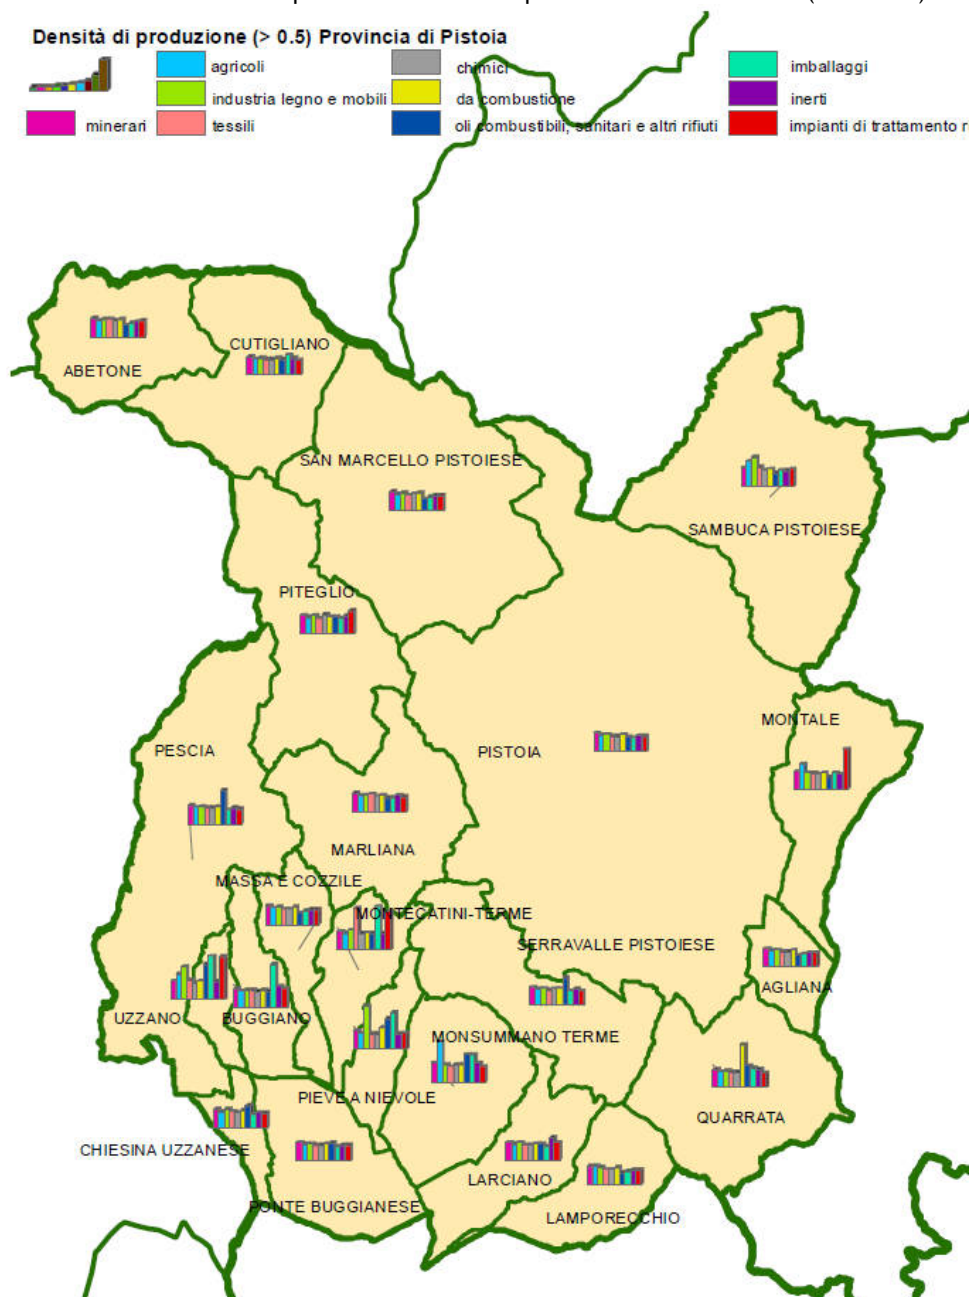 Densità di produzione (> 0.5) Provincia di Pistoia
agricoli
chimici
imballaggi
industria legno e mobili
da combustione
inerti
minerari
tessili
oli combustibili, sanitari e altri rifiuti
impianti di trattamento
CUTIGLIANO
ABETONE
SAN MARCELLO PISTOIESE
SAMBUCA PISTOIESE
PITEGLIO
MONTALE
PESCIA
PISTOIA
MARLIANA
MASSA E COZZILE
MONTECATINI-TERME
SERRAVALLE PISTOIESE
AGLIANA
UZZANO
BUGGIANO
MONSUMMANO TERME
PIEVE A NIEVOLE
QUARRATA
CHIESINA UZZANESE
LARCIANO
PONTE BUGGIANESE
LAMPORECCHIO